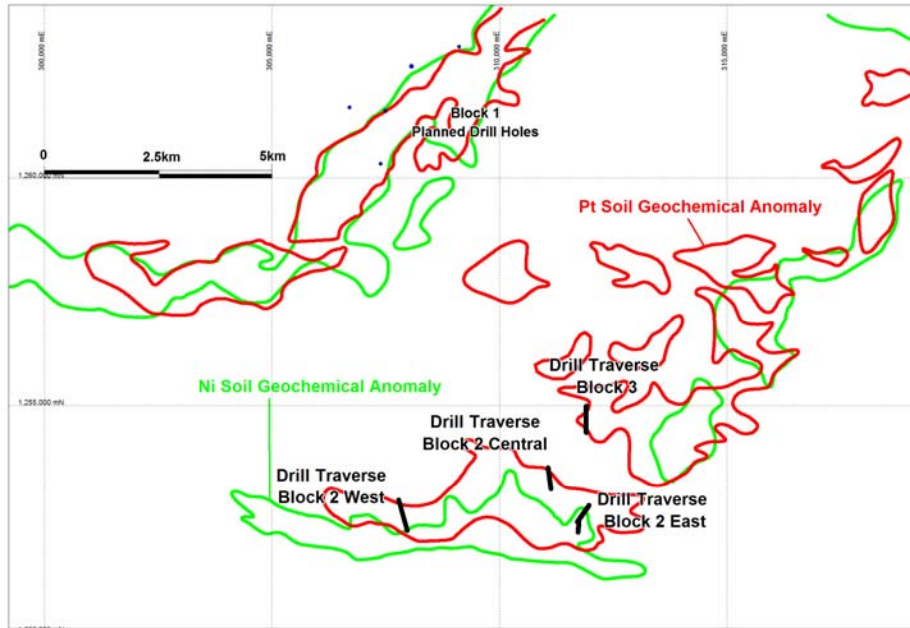 300,000 mE
305,000 mE
310,000 mE
315,000 mE
Block 1
Planned Drill Holes
0
2.5km
5km
1,260,000 mN
Pt Soil Geochemical Anomaly
Drill Traverse
Block 3
Ni Soil Geochemical Anomaly
1,255,000 mN
Drill Traverse
Block 2 Central
Drill Traverse
Block 2 West
Drill Traverse
Block 2 East